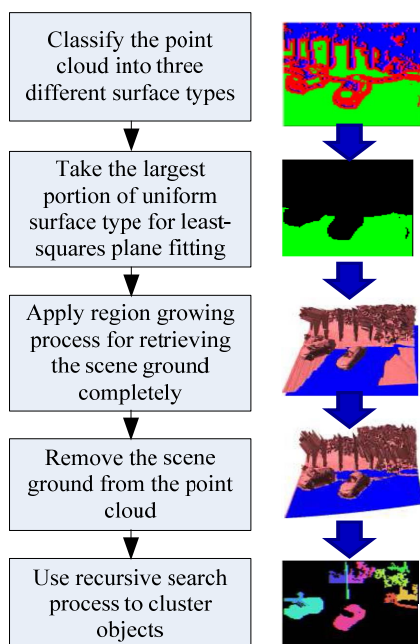 Classify the point
cloud into three
different surface types
Take the largest
portion of uniform
surface type for least-
squares plane fitting
Apply region growing
process for retrieving
the scene ground
completely
Remove the scene
ground from the point
cloud
Use recursive search
process to cluster
objects